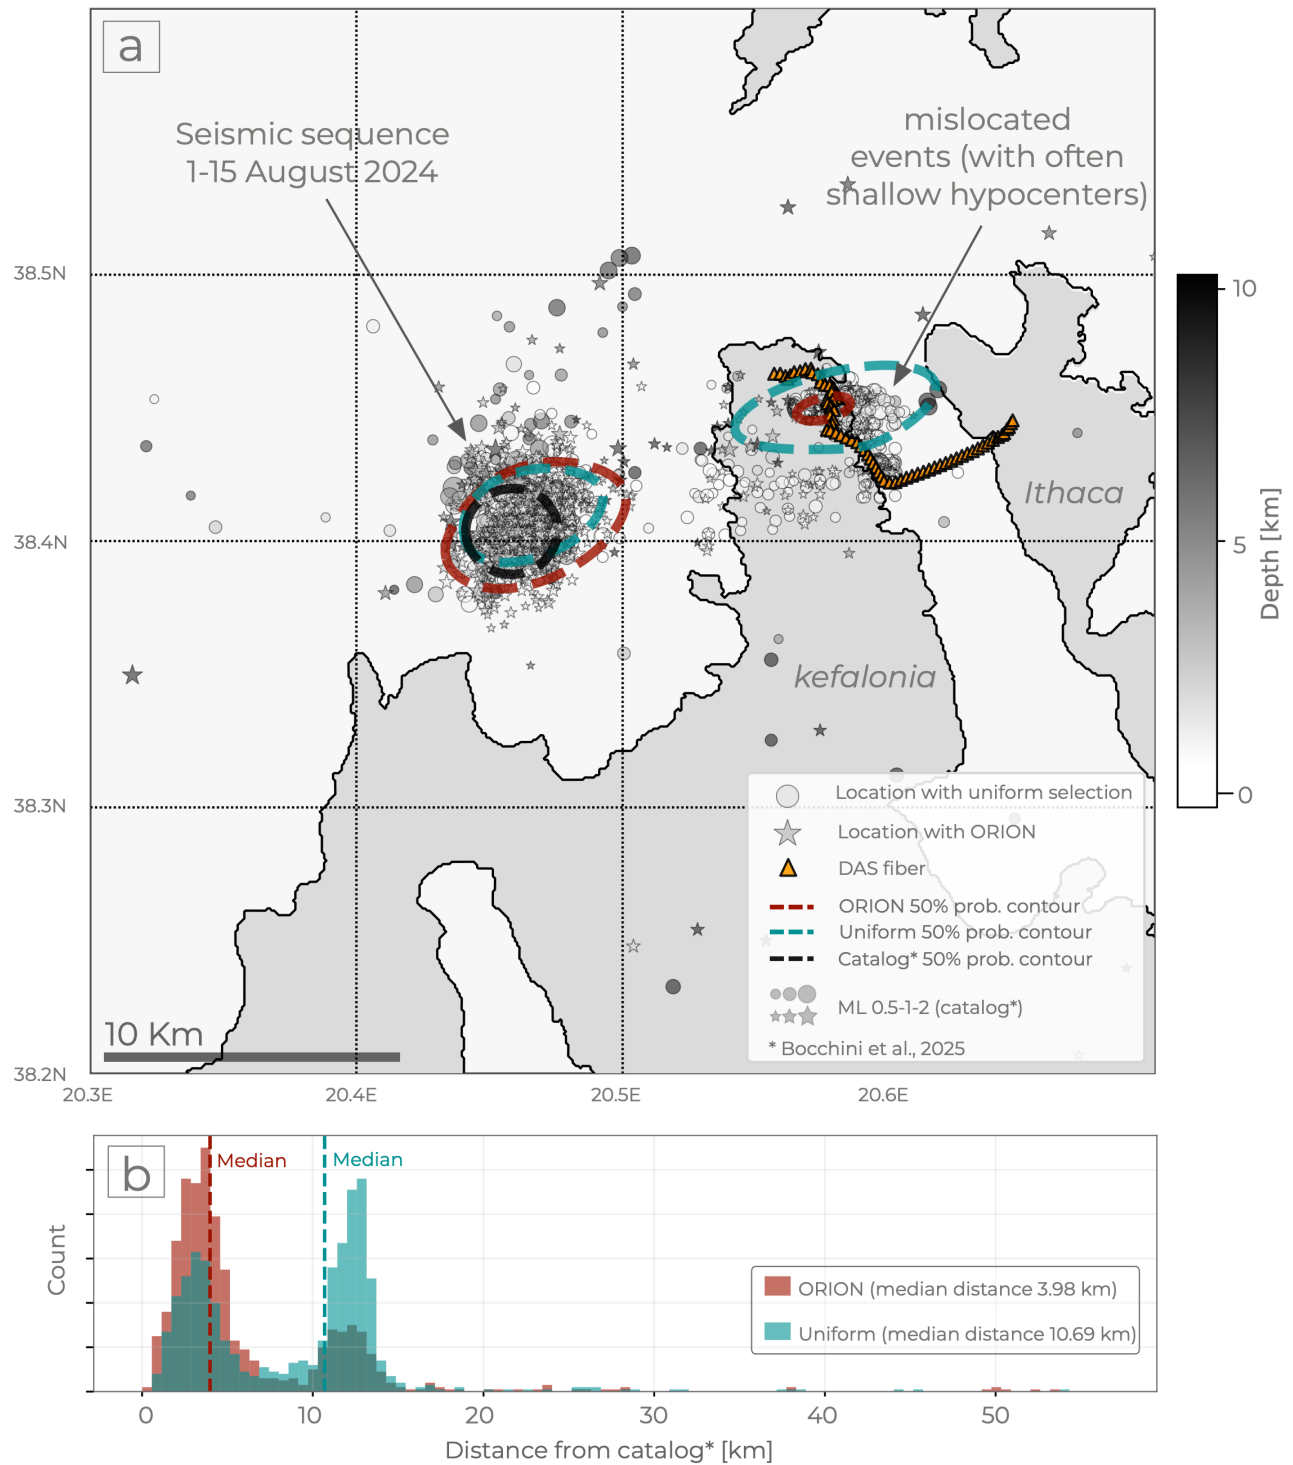 a
Seismic sequence
1-15 August 2024
mislocated
events (with often
shallow hypocenters)
38.5N
38.4N
38.3N
38.2N
20.3E
20.4E
20.5E
20.6E
Ithaca
kefalonia
10 Km
Location with uniform selection
Location with ORION
DAS fiber
ORION 50% prob. contour
Uniform 50% prob. contour
Catalog* 50% prob. contour
ML 0.5-1-2 (catalog*)
* Bocchini et al., 2025
10
5
0
Depth [km]
b
Median
Median
Count
ORION (median distance 3.98 km)
Uniform (median distance 10.69 km)
0
10
20
30
40
50
Distance from catalog* [km]